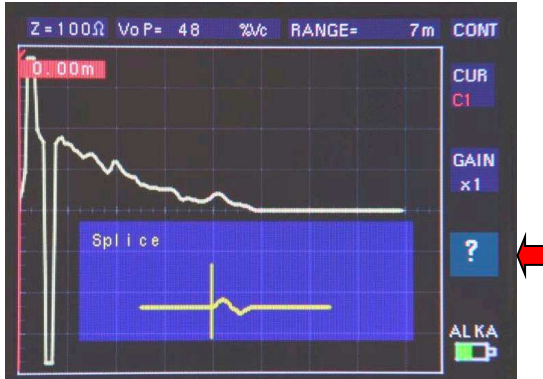 Z=100Ω VoP= 48 %Vc RANGE= 7m CONT
0.00m
CUR
C1
GAIN
x1
Splice
?
ALKA